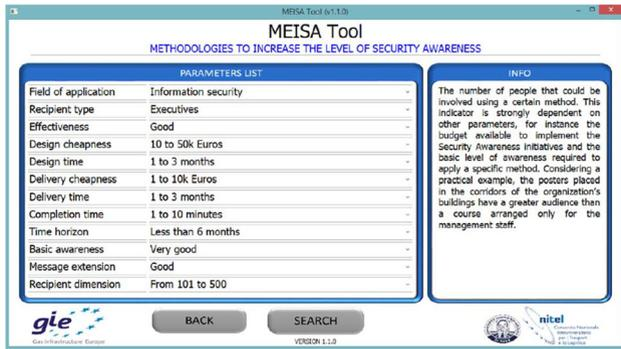 MEISA Tool (v1.1.0)
MEISA Tool
METHODOLOGIES TO INCREASE THE LEVEL OF SECURITY AWARENESS
PARAMETERS LIST
Field of application Information security
Recipient type Executives
Effectiveness Good
Design cheapness 10 to 50k Euros
Design time 1 to 3 months
Delivery cheapness 1 to 10k Euros
Delivery time 1 to 3 months
Completion time 1 to 10 minutes
Time horizon Less than 6 months
Basic awareness Very good
Message extension Good
Recipient dimension From 101 to 500
INFO
The number of people that could be
involved using a certain method. This
indicator is strongly dependent on
other parameters, for instance the
budget available to implement the
Security Awareness initiatives and the
basic level of awareness required to
apply a specific method. Considering a
practical example, the posters placed
in the corridors of the organization's
buildings have a greater audience than
a course arranged only for the
management staff.
gie
Gas Infrastructure Europe
BACK
SEARCH
VERSION 1.1.0
nitel
Consorzio Nazionale
Interuniversitario
per i Trasporti
e la Logistica